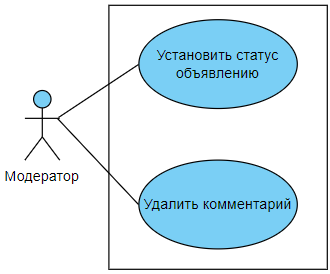 Установить статус
объявлению
Модератор
Удалить комментарий